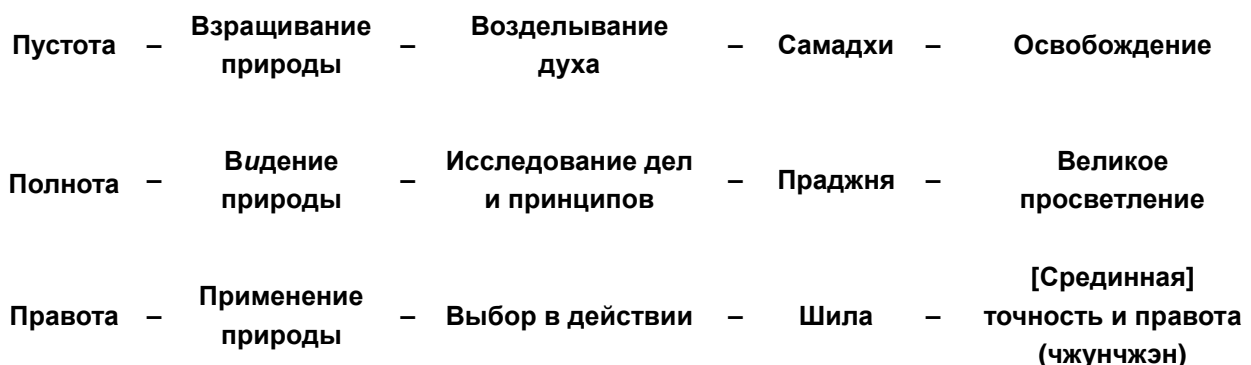 Пустота – Взращивание природы – Возделывание духа – Самадхи – Освобождение
Полнота – Видение природы – Исследование дел и принципов – Праджня – Великое просветление
Правота – Применение природы – Выбор в действии – Шила – [Срединная] точность и правота (чжунчжэн)